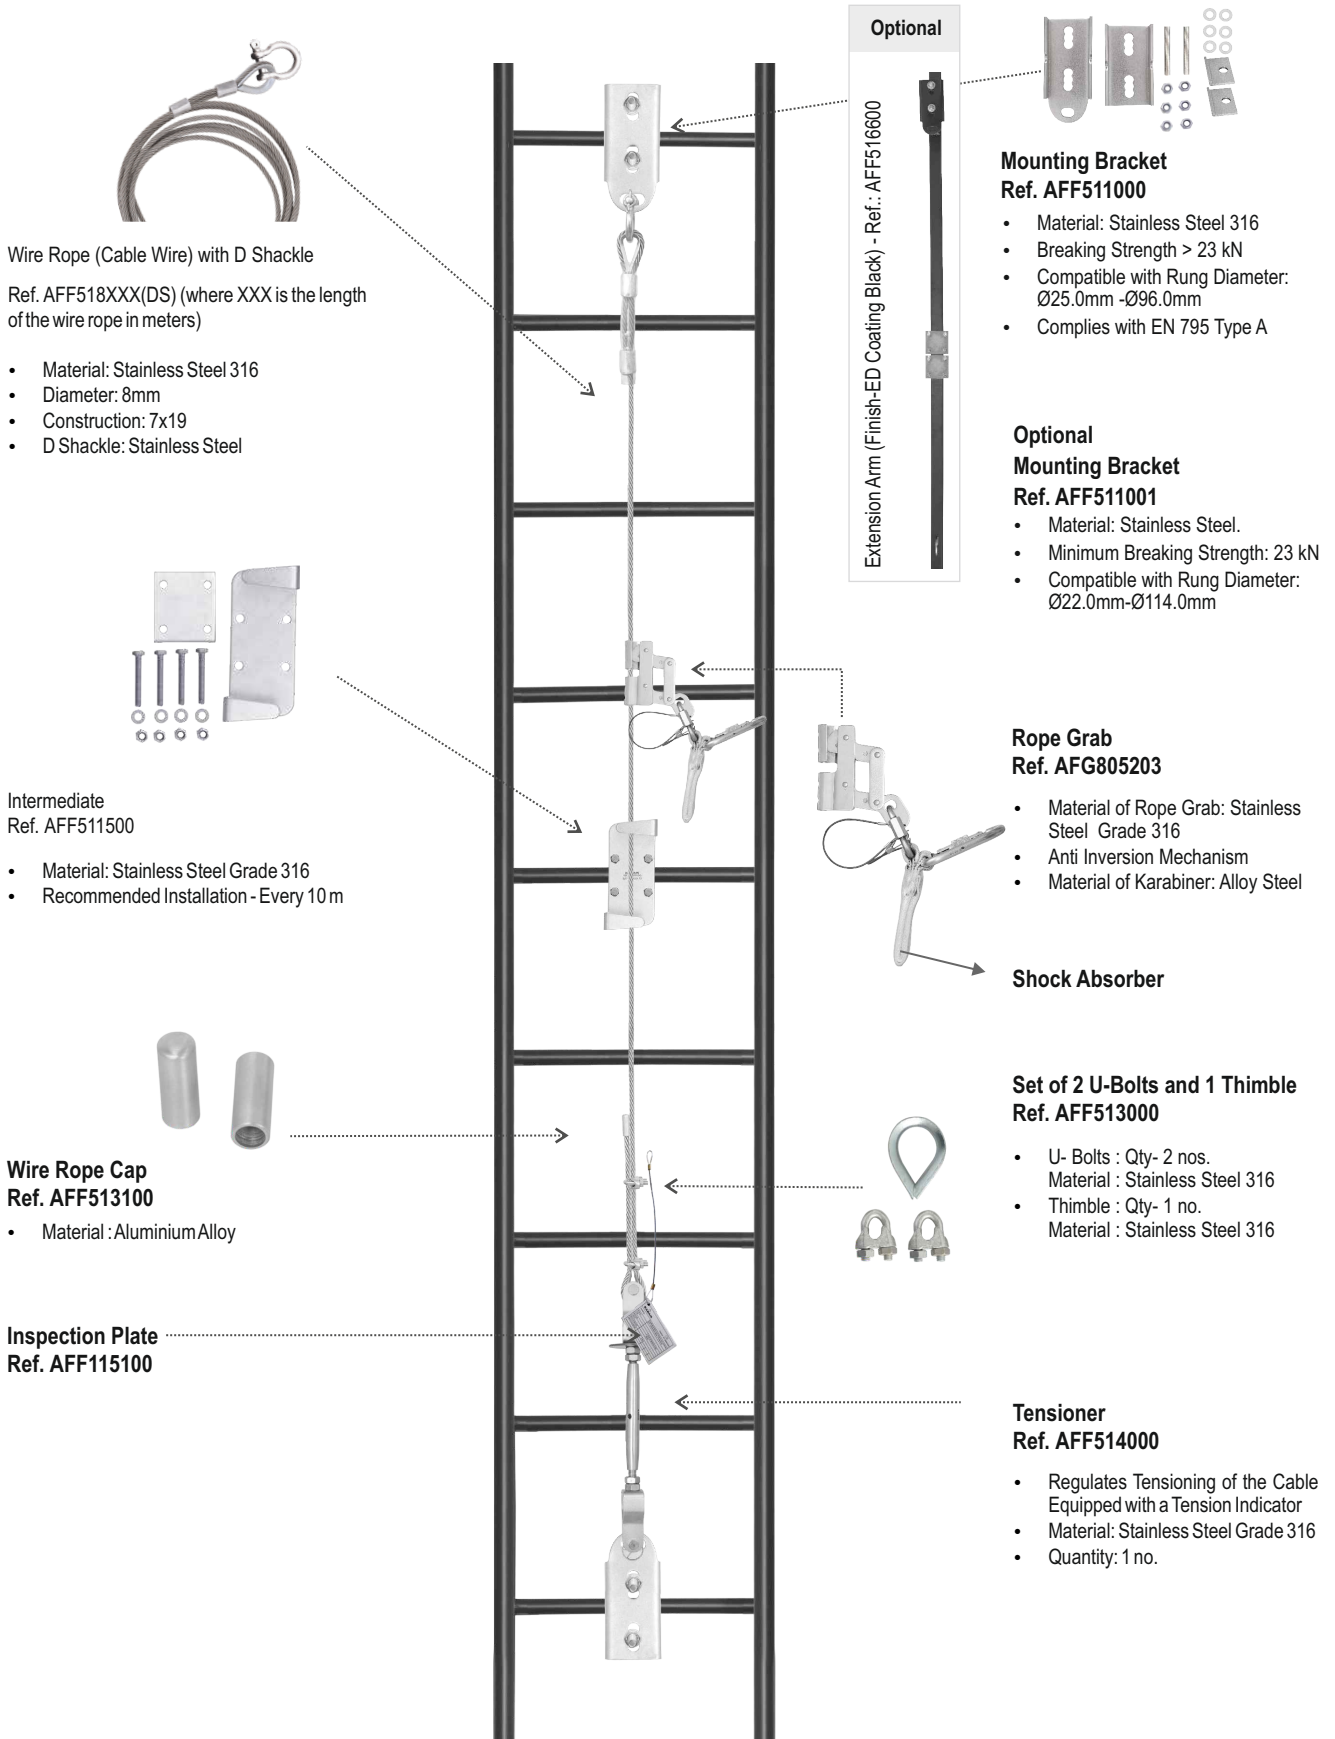 Wire Rope (Cable Wire) with D Shackle
Ref. AFF518XXX(DS) (where XXX is the length
of the wire rope in meters)
• Material: Stainless Steel 316
• Diameter: 8mm
• Construction: 7x19
• D Shackle: Stainless Steel
Intermediate
Ref. AFF511500
• Material: Stainless Steel Grade 316
• Recommended Installation - Every 10 m
Wire Rope Cap
Ref. AFF513100
• Material : Aluminium Alloy
Inspection Plate
Ref. AFF115100
Optional
Extension Arm (Finish-ED Coating Black) - Ref.: AFF516600
Mounting Bracket
Ref. AFF511000
• Material: Stainless Steel 316
• Breaking Strength > 23 kN
• Compatible with Rung Diameter:
Ø25.0mm -Ø96.0mm
• Complies with EN 795 Type A
Optional
Mounting Bracket
Ref. AFF511001
• Material: Stainless Steel.
• Minimum Breaking Strength: 23 kN
• Compatible with Rung Diameter:
Ø22.0mm-Ø114.0mm
Rope Grab
Ref. AFG805203
• Material of Rope Grab: Stainless
Steel Grade 316
• Anti Inversion Mechanism
• Material of Karabiner: Alloy Steel
Shock Absorber
Set of 2 U-Bolts and 1 Thimble
Ref. AFF513000
• U- Bolts : Qty- 2 nos.
Material : Stainless Steel 316
• Thimble : Qty- 1 no.
Material : Stainless Steel 316
Tensioner
Ref. AFF514000
• Regulates Tensioning of the Cable
Equipped with a Tension Indicator
• Material: Stainless Steel Grade 316
• Quantity: 1 no.